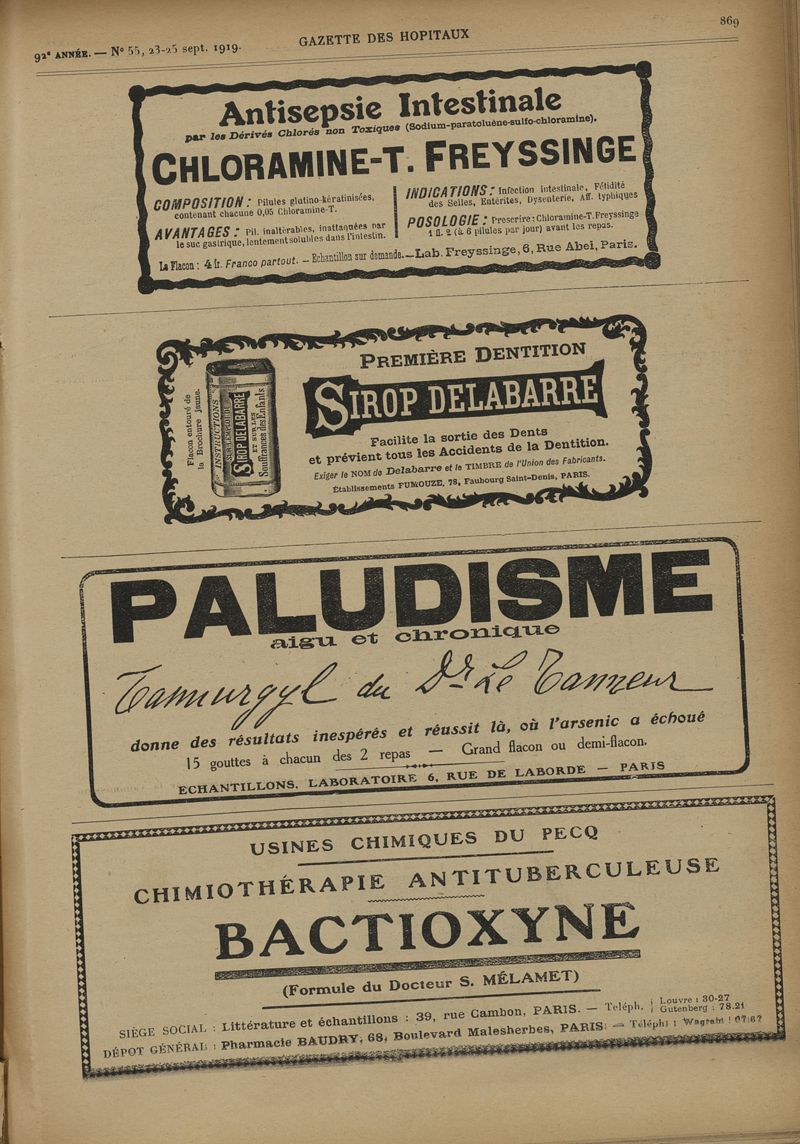 92e ANNÉE. — N° 55, 23-25 sept. 1919.
GAZETTE DES HOPITAUX
869
Antisepsie Intestinale
par les Dérivés Chlorés non Toxiques (Sodium-paratoluène-sulfo-chloramine).
CHLORAMINE-T. FREYSSINGE
COMPOSITION : Pilules glutino-kératinisées,
contenant chacune 0,05 Chloramine-T.
AVANTAGES : Pil. inaltérables, inattaquées par
le suc gastrique, lentement solubles dans l'intestin.
INDICATIONS : Infection intestinale, Fétidité
des Selles, Entérites, Dysenterie, Aff. typhiques
POSOLOGIE : Prescrire : Chloramine-T. Freyssinge
1 fl. 2 (à 6 pilules par jour) avant les repas.
Le Flacon : 4 fr. Franco partout. — Echantillon sur demande. — Lab. Freyssinge, 6, Rue Abel, Paris.
Flacon entouré de
la Brochure jaune.
INSTRUCTIONS
SUR L'EMPLOI DU
SIROP DELABARRE
ET SUR LES
Souffrances des Enfants
PREMIÈRE DENTITION
SIROP DELABARRE
Facilite la sortie des Dents
et prévient tous les Accidents de la Dentition.
Exiger le NOM de Delabarre et le TIMBRE de l'Union des Fabricants.
Établissements FUMOUZE, 78, Faubourg Saint-Denis, PARIS.
PALUDISME
aigu et chronique
Tannurgyl du Dr Le Tanneur
donne des résultats inespérés et réussit là, où l'arsenic a échoué
15 gouttes à chacun des 2 repas — Grand flacon ou demi-flacon.
ECHANTILLONS. LABORATOIRE 6, RUE DE LABORDE — PARIS
USINES CHIMIQUES DU PECQ
CHIMIOTHÉRAPIE ANTITUBERCULEUSE
BACTIOXYNE
(Formule du Docteur S. MÉLAMET)
SIÈGE SOCIAL : Littérature et échantillons : 39, rue Cambon, PARIS. — Teléph. Louvre : 30-27
Gutenberg : 78.21
DÉPOT GÉNÉRAL : Pharmacie BAUDRY, 68, Boulevard Malesherbes, PARIS: — Téléph: : Wagram : 07:67